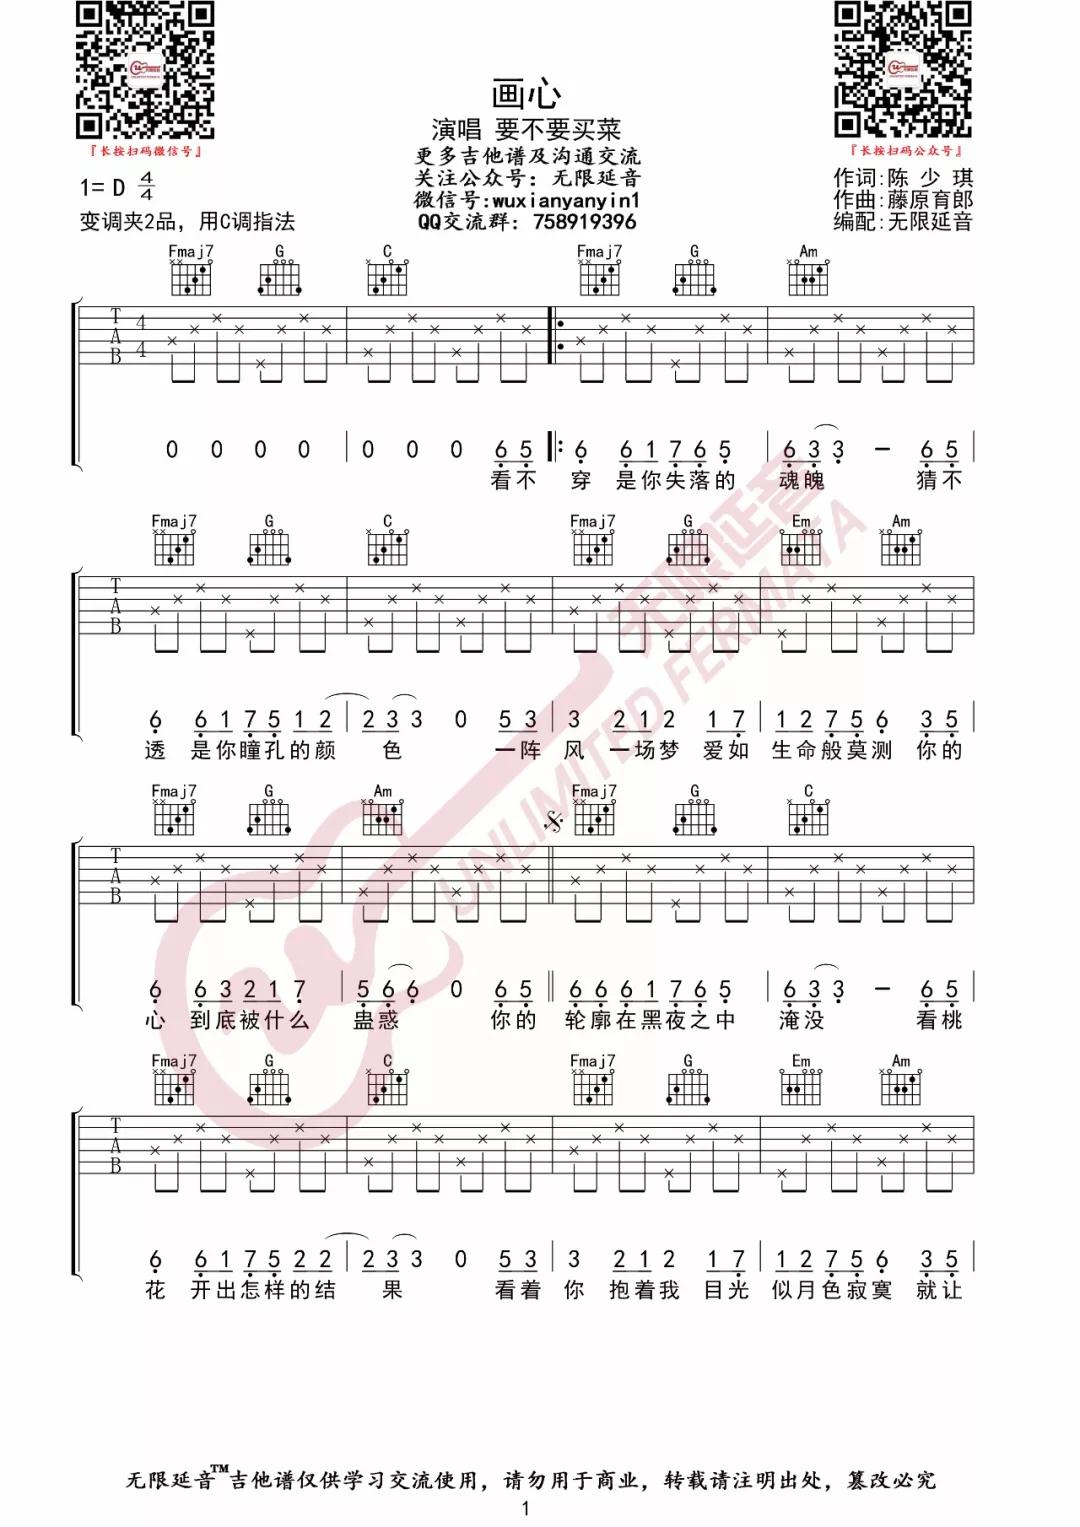 画心
演唱 要不要买菜
更多吉他谱及沟通交流
关注公众号：无限延音
微信号:wuxianyanyin1
QQ交流群：758919396
『长按扫码微信号』
『长按扫码公众号』
1= D 4/4
变调夹2品，用C调指法
作词:陈 少 琪
作曲:藤原育郎
编配:无限延音
Fmaj7 G C Fmaj7 G Am
T A B 4 4
0 0 0 0 | 0 0 0 6 5 |: 6 6 1 7 6 5 | 6 3 3 - 6 5
看不 穿 是你失落的 魂魄 猜不
Fmaj7 G C Fmaj7 G Em Am
T A B
6 6 1 7 5 1 2 | 2 3 3 0 5 3 | 3 2 1 2 1 7 | 1 2 7 5 6 3 5
透 是你瞳孔的颜 色 一阵 风 一场梦 爱如 生命般莫测 你的
Fmaj7 G Am Fmaj7 G C
T A B
6 6 3 2 1 7 | 5 6 6 0 6 5 || 6 6 6 1 7 6 5 | 6 3 3 - 6 5
心 到底被什么 蛊惑 你的 轮廓在黑夜之中 淹没 看桃
Fmaj7 G C Fmaj7 G Em Am
T A B
6 6 1 7 5 2 2 | 2 3 3 0 5 3 | 3 2 1 2 1 7 | 1 2 7 5 6 3 5
花 开出怎样的结 果 看着 你 抱着我 目光 似月色寂寞 就让
无限延音
UNLIMITED FERMATA
无限延音™吉他谱仅供学习交流使用，请勿用于商业，转载请注明出处，篡改必究
1